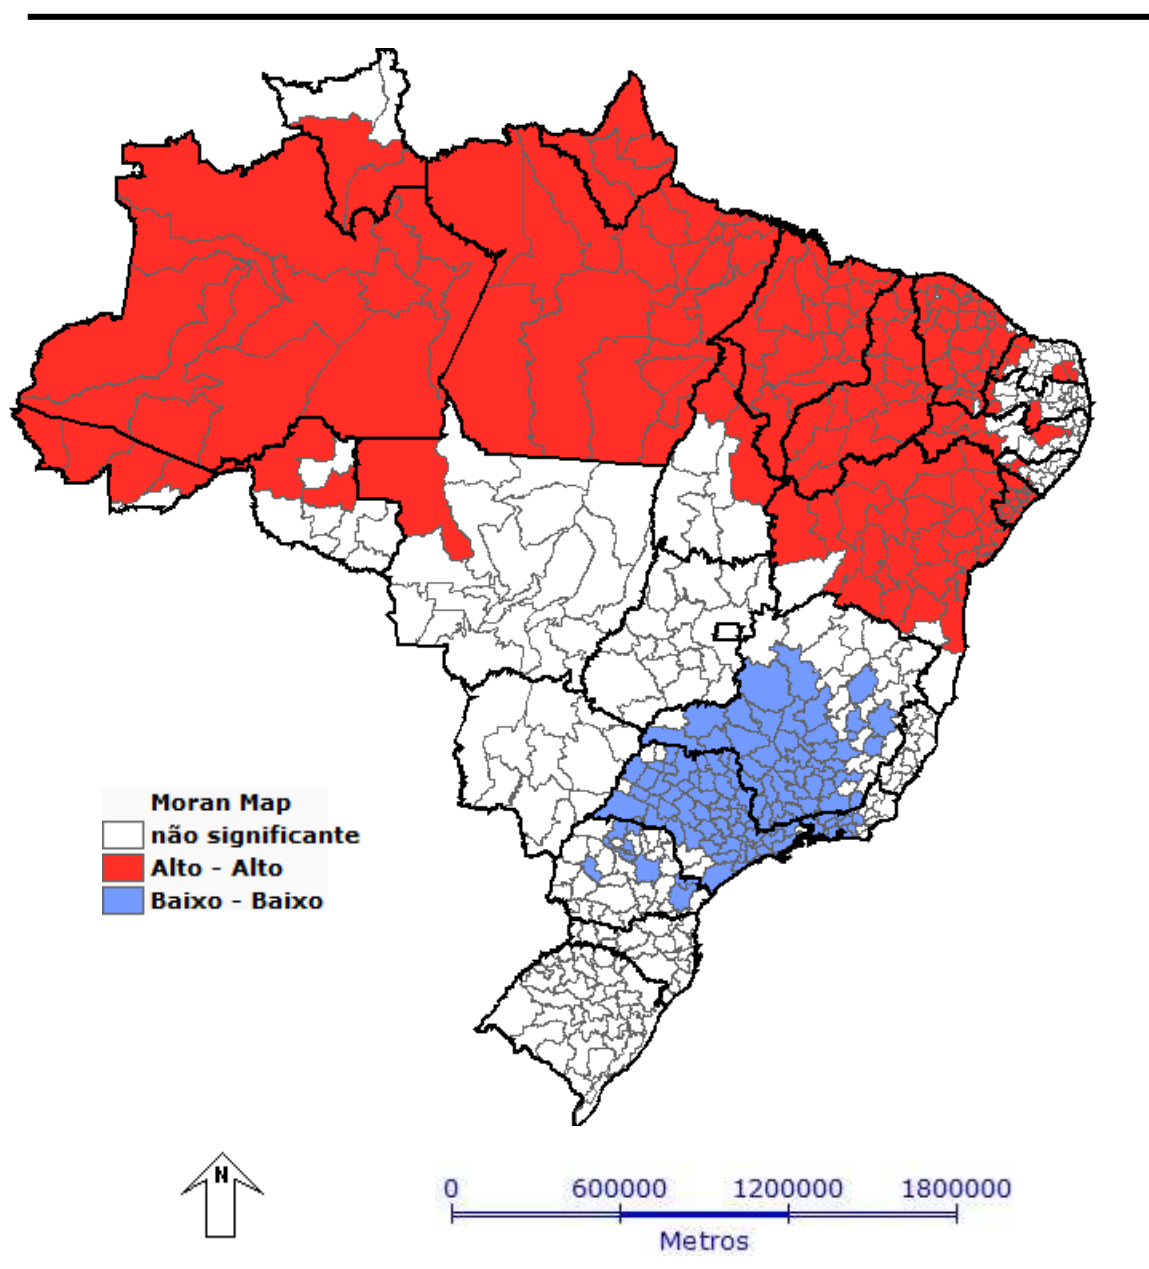 Moran Map
não significante
Alto - Alto
Baixo - Baixo
N
0 600000 1200000 1800000
Metros